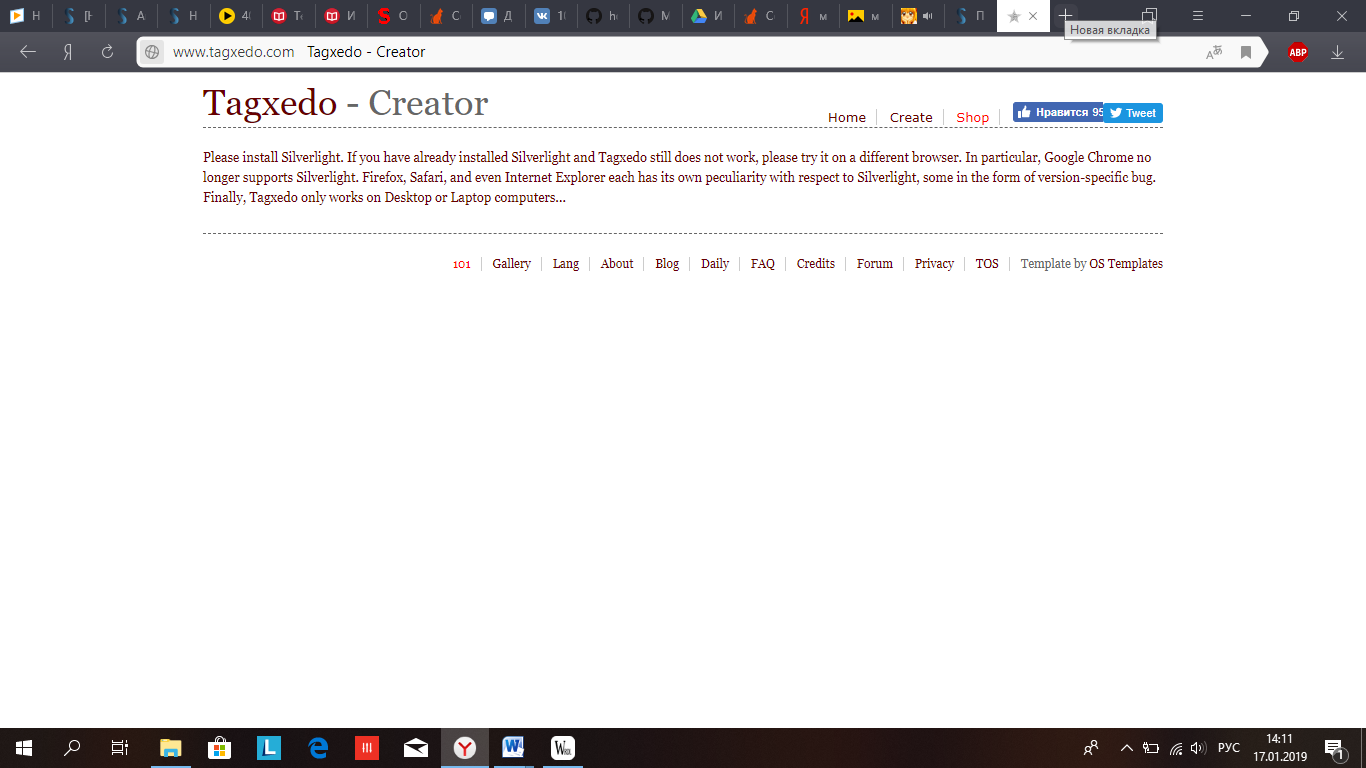 Н [Н А Н 40 Те И О С Д 10 ho М И С м м П
Новая вкладка
Я www.tagxedo.com Tagxedo - Creator ABP
Tagxedo - Creator
Home Create Shop Нравится 95 Tweet
Please install Silverlight. If you have already installed Silverlight and Tagxedo still does not work, please try it on a different browser. In particular, Google Chrome no
longer supports Silverlight. Firefox, Safari, and even Internet Explorer each has its own peculiarity with respect to Silverlight, some in the form of version-specific bug.
Finally, Tagxedo only works on Desktop or Laptop computers...
101 Gallery Lang About Blog Daily FAQ Credits Forum Privacy TOS Template by OS Templates
РУС
14:11
17.01.2019
1